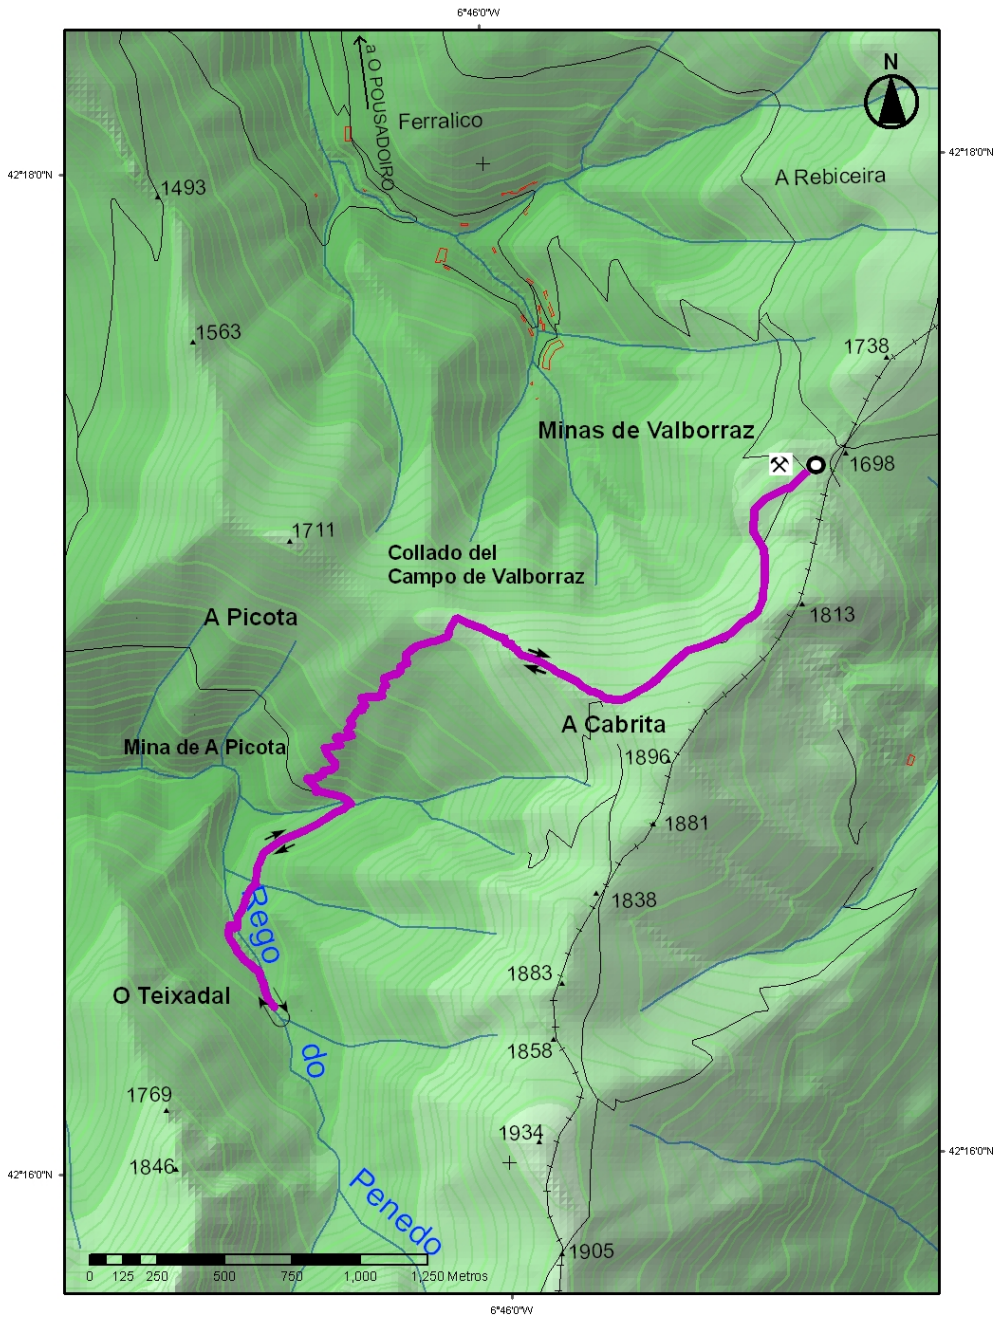 6°46'0"W
N
a O POUSADOIRO
Ferralico
42°18'0"N
42°18'0"N
A Rebiceira
1493
1563
1738
Minas de Valborraz
1698
1711
Collado del
Campo de Valborraz
1813
A Picota
A Cabrita
Mina de A Picota
1896
1881
1838
Rego
1883
O Teixadal
1858
do
1769
1934
42°16'0"N
42°16'0"N
1846
Penedo
1905
0 125 250 500 750 1,000 1,250 Metros
6°46'0"W